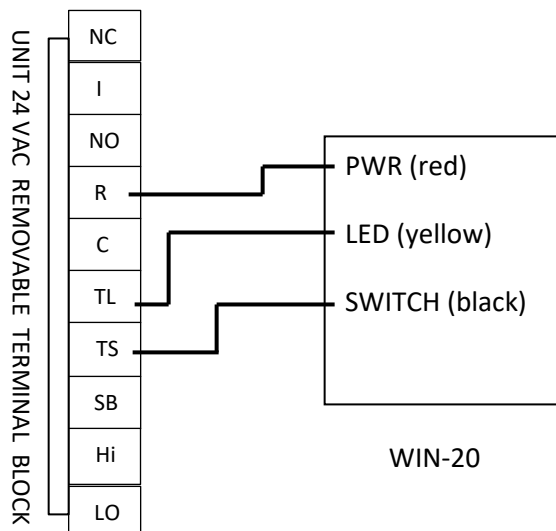 UNIT 24 VAC REMOVABLE TERMINAL BLOCK
NC
I
NO
R
C
TL
TS
SB
Hi
LO
PWR (red)
LED (yellow)
SWITCH (black)
WIN-20